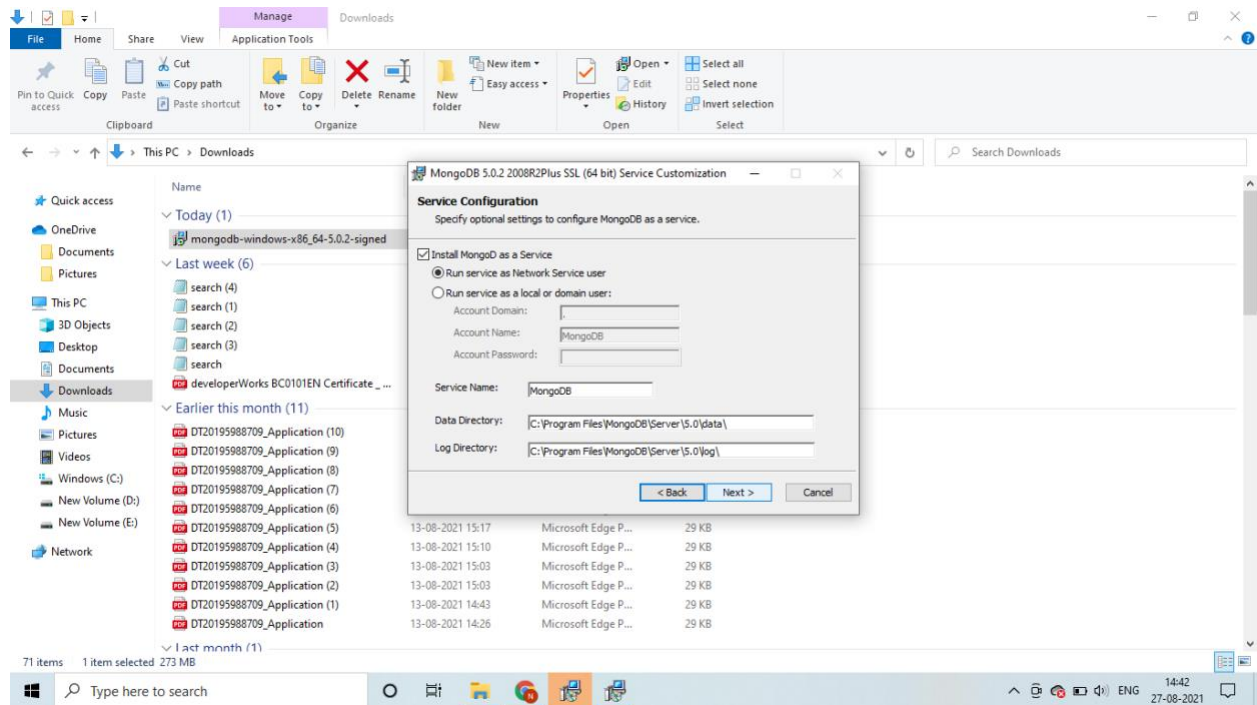 Manage
Downloads
File Home Share View Application Tools
Pin to Quick access
Copy
Paste
Cut
Copy path
Paste shortcut
Clipboard
Move to
Copy to
Delete
Rename
Organize
New folder
New item
Easy access
New
Properties
Open
Edit
History
Open
Select all
Select none
Invert selection
Select
This PC > Downloads
Search Downloads
Quick access
OneDrive
Documents
Pictures
This PC
3D Objects
Desktop
Documents
Downloads
Music
Pictures
Videos
Windows (C:)
New Volume (D:)
New Volume (E:)
Network
Name
Today (1)
mongodb-windows-x86_64-5.0.2-signed
Last week (6)
search (4)
search (1)
search (2)
search (3)
search
developerWorks BC0101EN Certificate _ ...
Earlier this month (11)
DT20195988709_Application (10)
DT20195988709_Application (9)
DT20195988709_Application (8)
DT20195988709_Application (7)
DT20195988709_Application (6)
DT20195988709_Application (5) 13-08-2021 15:17 Microsoft Edge P... 29 KB
DT20195988709_Application (4) 13-08-2021 15:10 Microsoft Edge P... 29 KB
DT20195988709_Application (3) 13-08-2021 15:03 Microsoft Edge P... 29 KB
DT20195988709_Application (2) 13-08-2021 15:03 Microsoft Edge P... 29 KB
DT20195988709_Application (1) 13-08-2021 14:43 Microsoft Edge P... 29 KB
DT20195988709_Application 13-08-2021 14:26 Microsoft Edge P... 29 KB
Last month (1)
MongoDB 5.0.2 2008R2Plus SSL (64 bit) Service Customization
Service Configuration
Specify optional settings to configure MongoDB as a service.
Install MongoD as a Service
Run service as Network Service user
Run service as a local or domain user:
Account Domain: .
Account Name: MongoDB
Account Password:
Service Name: MongoDB
Data Directory: C:\Program Files\MongoDB\Server\5.0\data\
Log Directory: C:\Program Files\MongoDB\Server\5.0\log\
< Back Next > Cancel
71 items 1 item selected 273 MB
Type here to search
ENG
14:42
27-08-2021